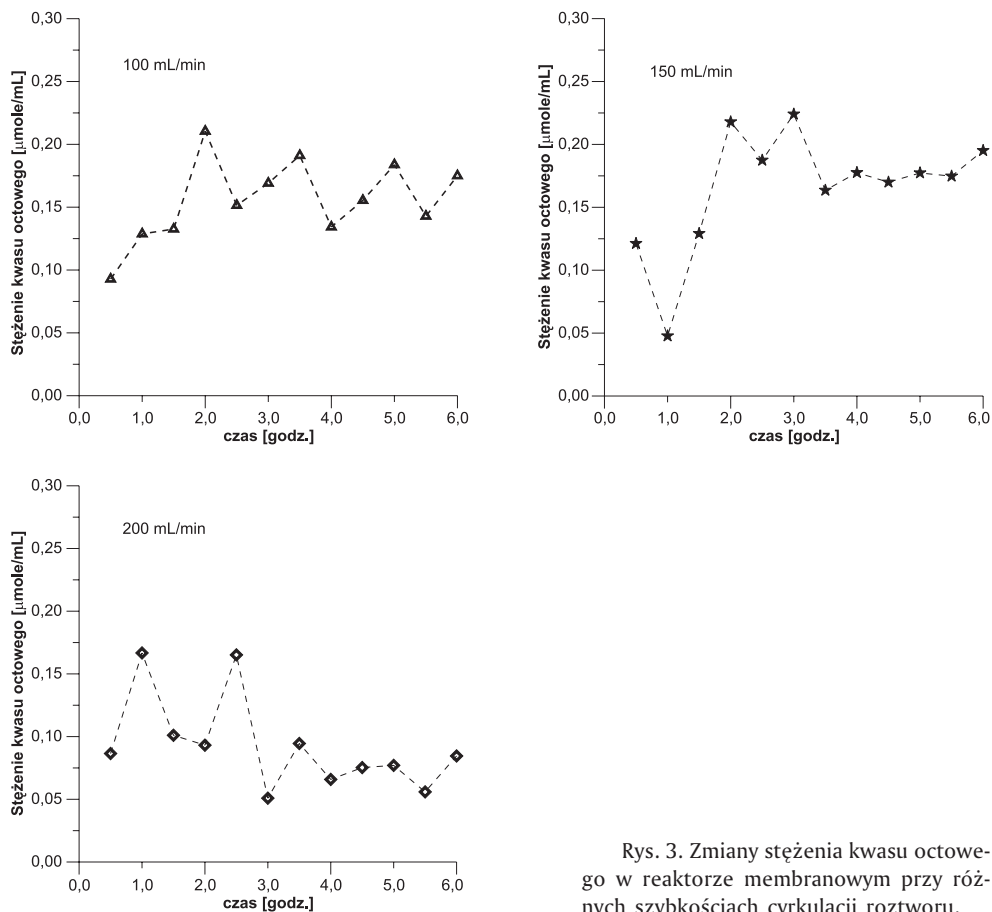 0,30
100 mL/min
0,25
0,20
0,15
0,10
0,05
0,00
Stężenie kwasu octowego [μmole/mL]
0,0 1,0 2,0 3,0 4,0 5,0 6,0
czas [godz.]
0,30
150 mL/min
0,25
0,20
0,15
0,10
0,05
0,00
Stężenie kwasu octowego [μmole/mL]
0,0 1,0 2,0 3,0 4,0 5,0 6,0
czas [godz.]
0,30
200 mL/min
0,25
0,20
0,15
0,10
0,05
0,00
Stężenie kwasu octowego [μmole/mL]
0,0 1,0 2,0 3,0 4,0 5,0 6,0
czas [godz.]
Rys. 3. Zmiany stężenia kwasu octowe-
go w reaktorze membranowym przy róż-
nych szybkościach cyrkulacji roztworu.